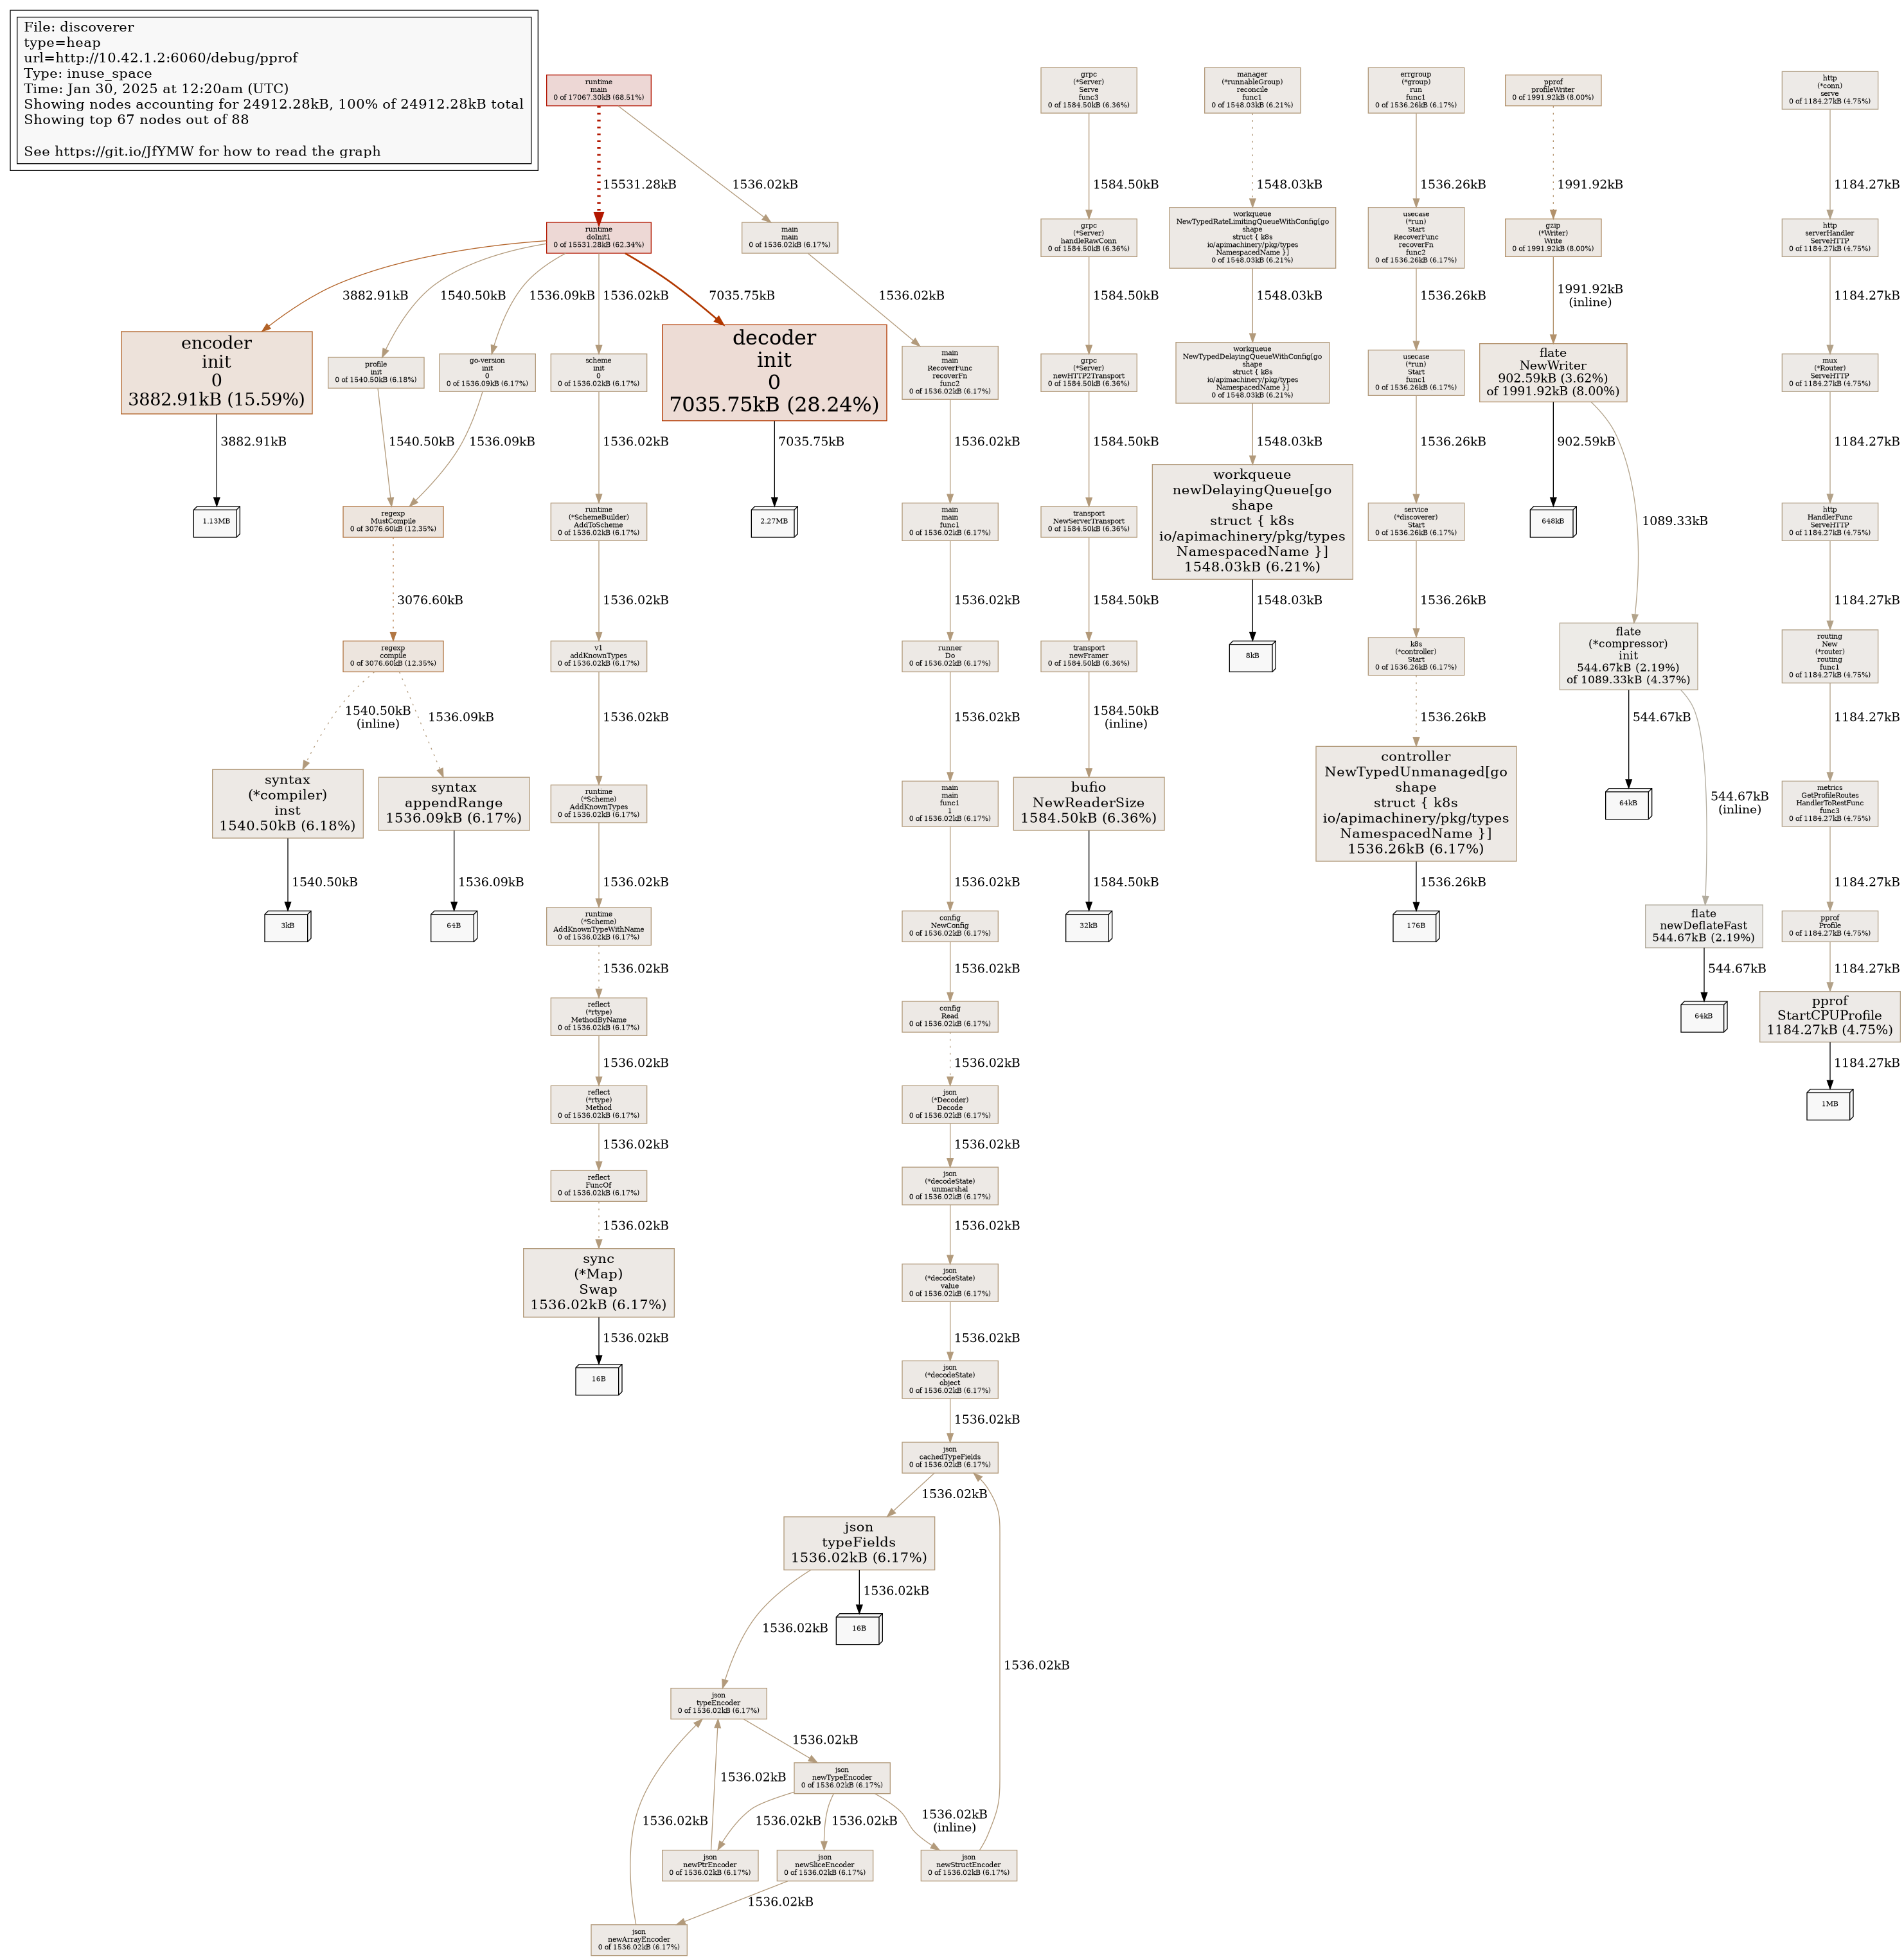 File: discoverer
type=heap
url=http://10.42.1.2:6060/debug/pprof
Type: inuse_space
Time: Jan 30, 2025 at 12:20am (UTC)
Showing nodes accounting for 24912.28kB, 100% of 24912.28kB total
Showing top 67 nodes out of 88
See https://git.io/JfYMW for how to read the graph
runtime
main
0 of 17067.30kB (68.51%)
15531.28kB
1536.02kB
runtime
doInit1
0 of 15531.28kB (62.34%)
main
main
0 of 1536.02kB (6.17%)
3882.91kB
1540.50kB
1536.09kB
1536.02kB
7035.75kB
1536.02kB
encoder
init
0
3882.91kB (15.59%)
3882.91kB
1.13MB
profile
init
0 of 1540.50kB (6.18%)
1540.50kB
go-version
init
0
0 of 1536.09kB (6.17%)
1536.09kB
regexp
MustCompile
0 of 3076.60kB (12.35%)
3076.60kB
regexp
compile
0 of 3076.60kB (12.35%)
1540.50kB
(inline)
1536.09kB
syntax
(*compiler)
inst
1540.50kB (6.18%)
1540.50kB
3kB
syntax
appendRange
1536.09kB (6.17%)
1536.09kB
64B
scheme
init
0
0 of 1536.02kB (6.17%)
1536.02kB
runtime
(*SchemeBuilder)
AddToScheme
0 of 1536.02kB (6.17%)
1536.02kB
v1
addKnownTypes
0 of 1536.02kB (6.17%)
1536.02kB
runtime
(*Scheme)
AddKnownTypes
0 of 1536.02kB (6.17%)
1536.02kB
runtime
(*Scheme)
AddKnownTypeWithName
0 of 1536.02kB (6.17%)
1536.02kB
reflect
(*rtype)
MethodByName
0 of 1536.02kB (6.17%)
1536.02kB
reflect
(*rtype)
Method
0 of 1536.02kB (6.17%)
1536.02kB
reflect
FuncOf
0 of 1536.02kB (6.17%)
1536.02kB
sync
(*Map)
Swap
1536.02kB (6.17%)
1536.02kB
16B
decoder
init
0
7035.75kB (28.24%)
7035.75kB
2.27MB
main
main
RecoverFunc
recoverFn
func2
0 of 1536.02kB (6.17%)
1536.02kB
main
main
func1
0 of 1536.02kB (6.17%)
1536.02kB
runner
Do
0 of 1536.02kB (6.17%)
1536.02kB
main
main
func1
1
0 of 1536.02kB (6.17%)
1536.02kB
config
NewConfig
0 of 1536.02kB (6.17%)
1536.02kB
config
Read
0 of 1536.02kB (6.17%)
1536.02kB
json
(*Decoder)
Decode
0 of 1536.02kB (6.17%)
1536.02kB
json
(*decodeState)
unmarshal
0 of 1536.02kB (6.17%)
1536.02kB
json
(*decodeState)
value
0 of 1536.02kB (6.17%)
1536.02kB
json
(*decodeState)
object
0 of 1536.02kB (6.17%)
1536.02kB
json
cachedTypeFields
0 of 1536.02kB (6.17%)
1536.02kB
json
typeFields
1536.02kB (6.17%)
1536.02kB
16B
1536.02kB
1536.02kB
json
typeEncoder
0 of 1536.02kB (6.17%)
1536.02kB
json
newTypeEncoder
0 of 1536.02kB (6.17%)
1536.02kB
1536.02kB
1536.02kB
1536.02kB
1536.02kB
(inline)
json
newPtrEncoder
0 of 1536.02kB (6.17%)
json
newSliceEncoder
0 of 1536.02kB (6.17%)
json
newStructEncoder
0 of 1536.02kB (6.17%)
1536.02kB
json
newArrayEncoder
0 of 1536.02kB (6.17%)
grpc
(*Server)
Serve
func3
0 of 1584.50kB (6.36%)
1584.50kB
grpc
(*Server)
handleRawConn
0 of 1584.50kB (6.36%)
1584.50kB
grpc
(*Server)
newHTTP2Transport
0 of 1584.50kB (6.36%)
1584.50kB
transport
NewServerTransport
0 of 1584.50kB (6.36%)
1584.50kB
transport
newFramer
0 of 1584.50kB (6.36%)
1584.50kB
(inline)
bufio
NewReaderSize
1584.50kB (6.36%)
1584.50kB
32kB
manager
(*runnableGroup)
reconcile
func1
0 of 1548.03kB (6.21%)
1548.03kB
workqueue
NewTypedRateLimitingQueueWithConfig[go
shape
struct { k8s
io/apimachinery/pkg/types
NamespacedName }]
0 of 1548.03kB (6.21%)
1548.03kB
workqueue
NewTypedDelayingQueueWithConfig[go
shape
struct { k8s
io/apimachinery/pkg/types
NamespacedName }]
0 of 1548.03kB (6.21%)
1548.03kB
workqueue
newDelayingQueue[go
shape
struct { k8s
io/apimachinery/pkg/types
NamespacedName }]
1548.03kB (6.21%)
1548.03kB
8kB
errgroup
(*group)
run
func1
0 of 1536.26kB (6.17%)
1536.26kB
usecase
(*run)
Start
RecoverFunc
recoverFn
func2
0 of 1536.26kB (6.17%)
1536.26kB
usecase
(*run)
Start
func1
0 of 1536.26kB (6.17%)
1536.26kB
service
(*discoverer)
Start
0 of 1536.26kB (6.17%)
1536.26kB
k8s
(*controller)
Start
0 of 1536.26kB (6.17%)
1536.26kB
controller
NewTypedUnmanaged[go
shape
struct { k8s
io/apimachinery/pkg/types
NamespacedName }]
1536.26kB (6.17%)
1536.26kB
176B
pprof
profileWriter
0 of 1991.92kB (8.00%)
1991.92kB
gzip
(*Writer)
Write
0 of 1991.92kB (8.00%)
1991.92kB
(inline)
flate
NewWriter
902.59kB (3.62%)
of 1991.92kB (8.00%)
902.59kB
648kB
1089.33kB
flate
(*compressor)
init
544.67kB (2.19%)
of 1089.33kB (4.37%)
544.67kB
64kB
544.67kB
(inline)
flate
newDeflateFast
544.67kB (2.19%)
544.67kB
64kB
http
(*conn)
serve
0 of 1184.27kB (4.75%)
1184.27kB
http
serverHandler
ServeHTTP
0 of 1184.27kB (4.75%)
1184.27kB
mux
(*Router)
ServeHTTP
0 of 1184.27kB (4.75%)
1184.27kB
http
HandlerFunc
ServeHTTP
0 of 1184.27kB (4.75%)
1184.27kB
routing
New
(*router)
routing
func1
0 of 1184.27kB (4.75%)
1184.27kB
metrics
GetProfileRoutes
HandlerToRestFunc
func3
0 of 1184.27kB (4.75%)
1184.27kB
pprof
Profile
0 of 1184.27kB (4.75%)
1184.27kB
pprof
StartCPUProfile
1184.27kB (4.75%)
1184.27kB
1MB